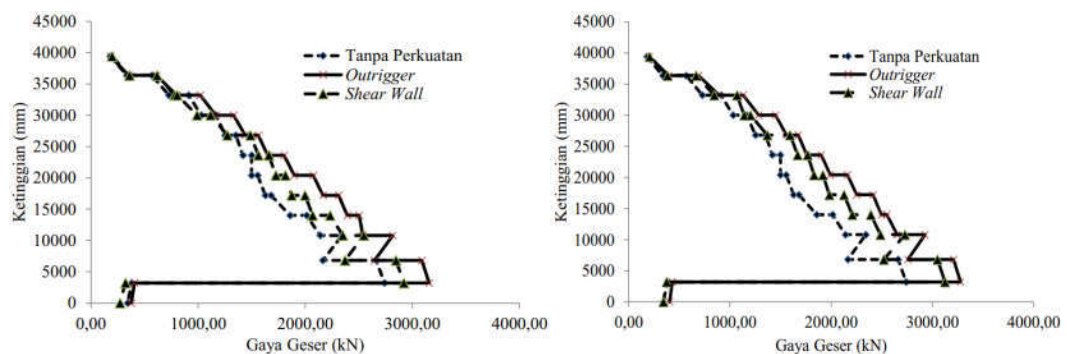 45000
40000
35000
30000
25000
20000
15000
10000
5000
0
Ketinggian (mm)
Tanpa Perkuatan
Outrigger
Shear Wall
0,00 1000,00 2000,00 3000,00 4000,00
Gaya Geser (kN)
45000
40000
35000
30000
25000
20000
15000
10000
5000
0
Ketinggian (mm)
Tanpa Perkuatan
Outrigger
Shear Wall
0,00 1000,00 2000,00 3000,00 4000,00
Gaya Geser (kN)